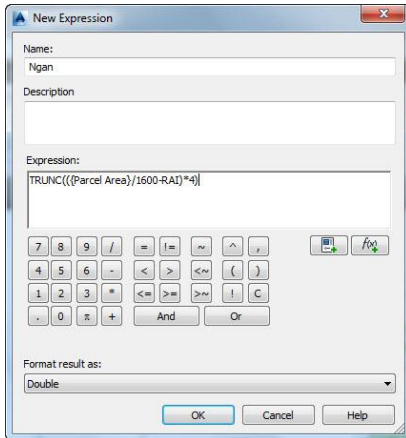 New Expression
Name:
Ngan
Description
Expression:
TRUNC(({Parcel Area}/1600-RAI)*4)
7 8 9 / = != ~ ^ ,
4 5 6 - < > <~ ( )
1 2 3 * <= >= >~ ! C
. 0 π + And Or
f(x)
Format result as:
Double
OK Cancel Help